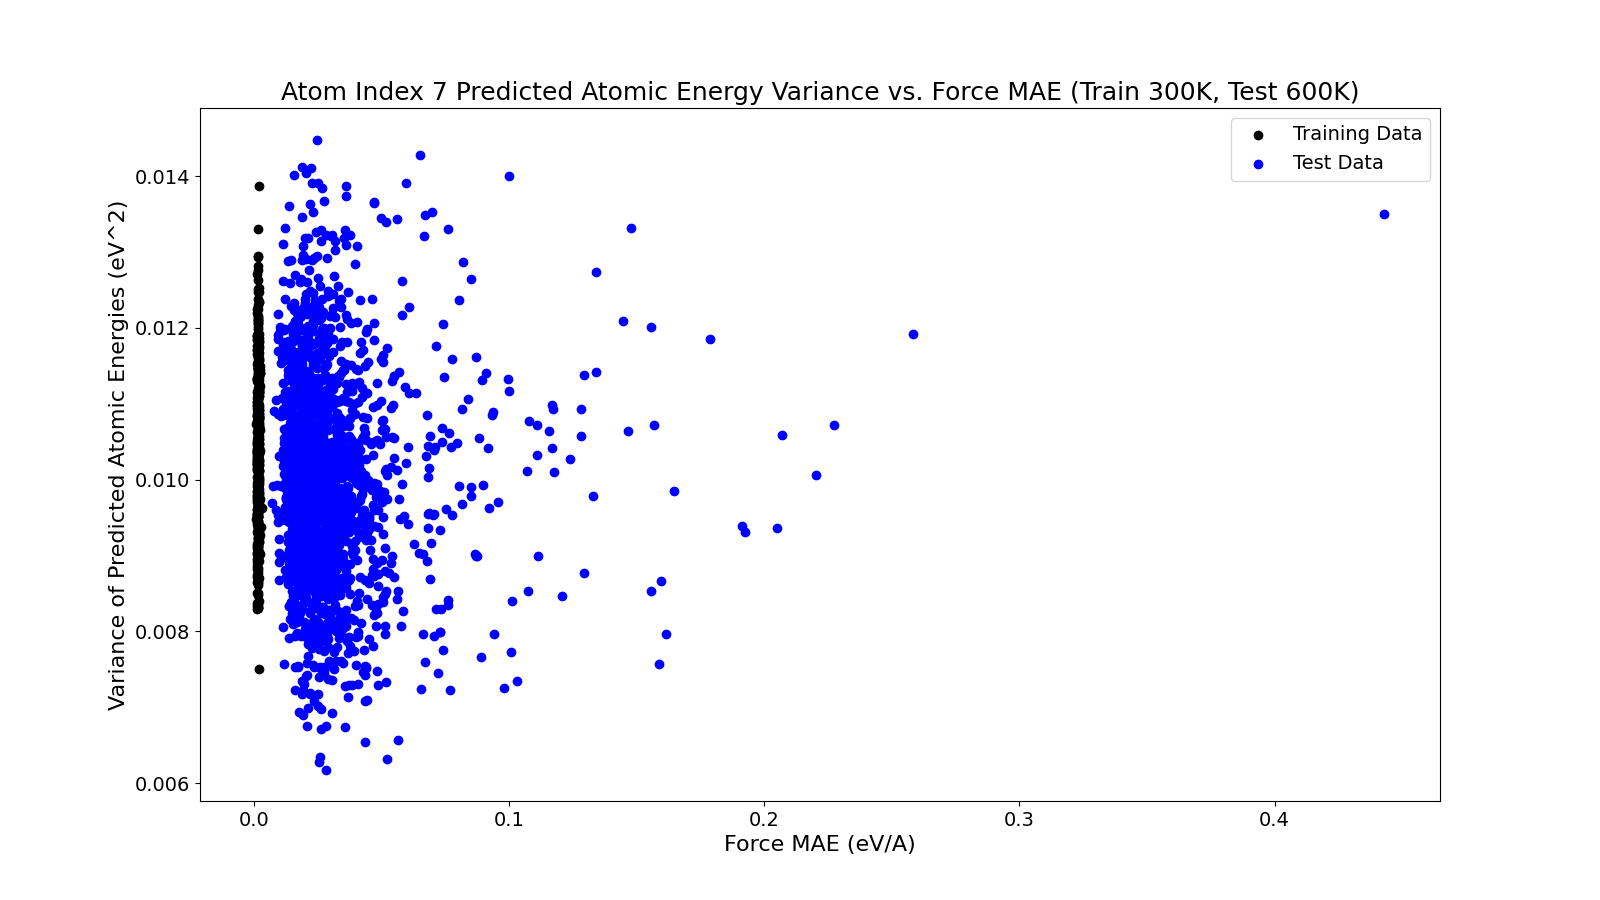 Atom Index 7 Predicted Atomic Energy Variance vs. Force MAE (Train 300K, Test 600K)
Training Data
Test Data
Variance of Predicted Atomic Energies (eV^2)
0.014
0.012
0.010
0.008
0.006
0.0 0.1 0.2 0.3 0.4
Force MAE (eV/A)